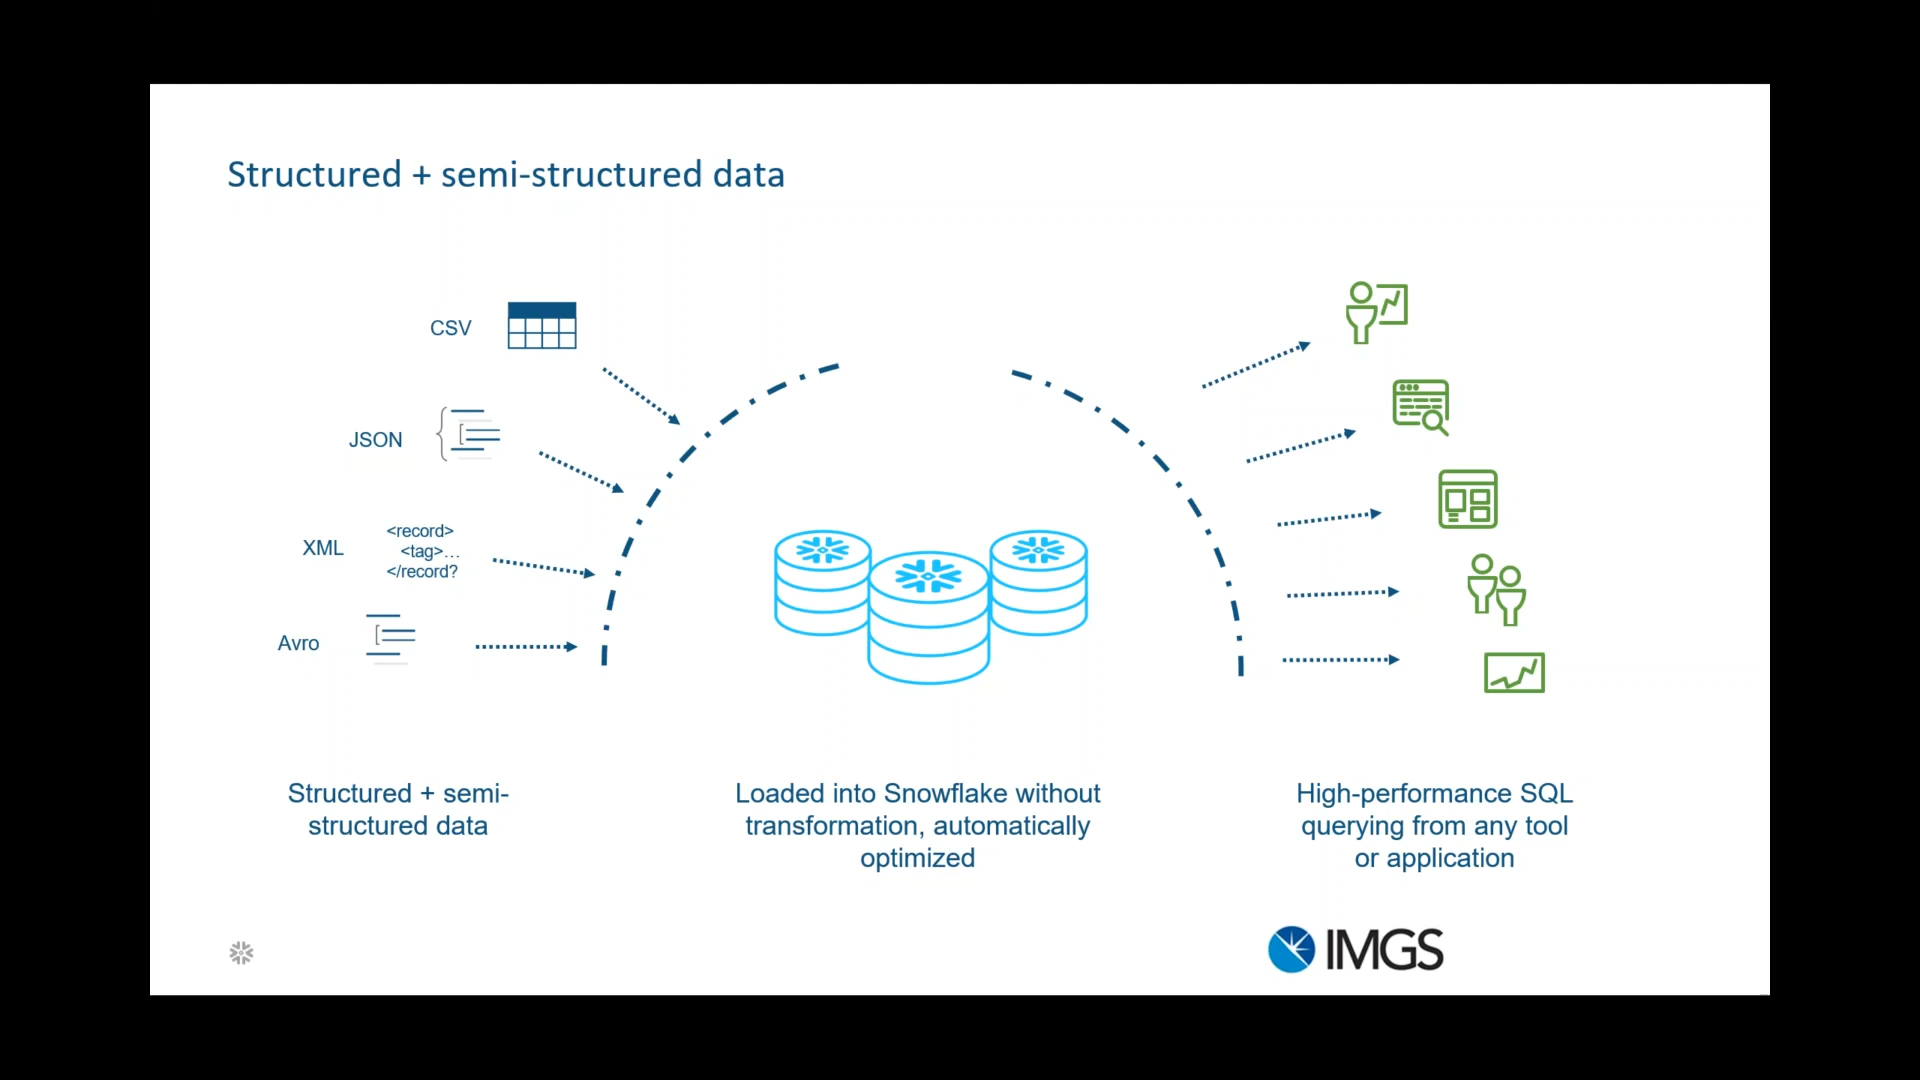 Structured + semi-structured data
CSV
JSON
XML
<record>
<tag>...
</record?
Avro
Structured + semi-
structured data
Loaded into Snowflake without
transformation, automatically
optimized
High-performance SQL
querying from any tool
or application
IMGS